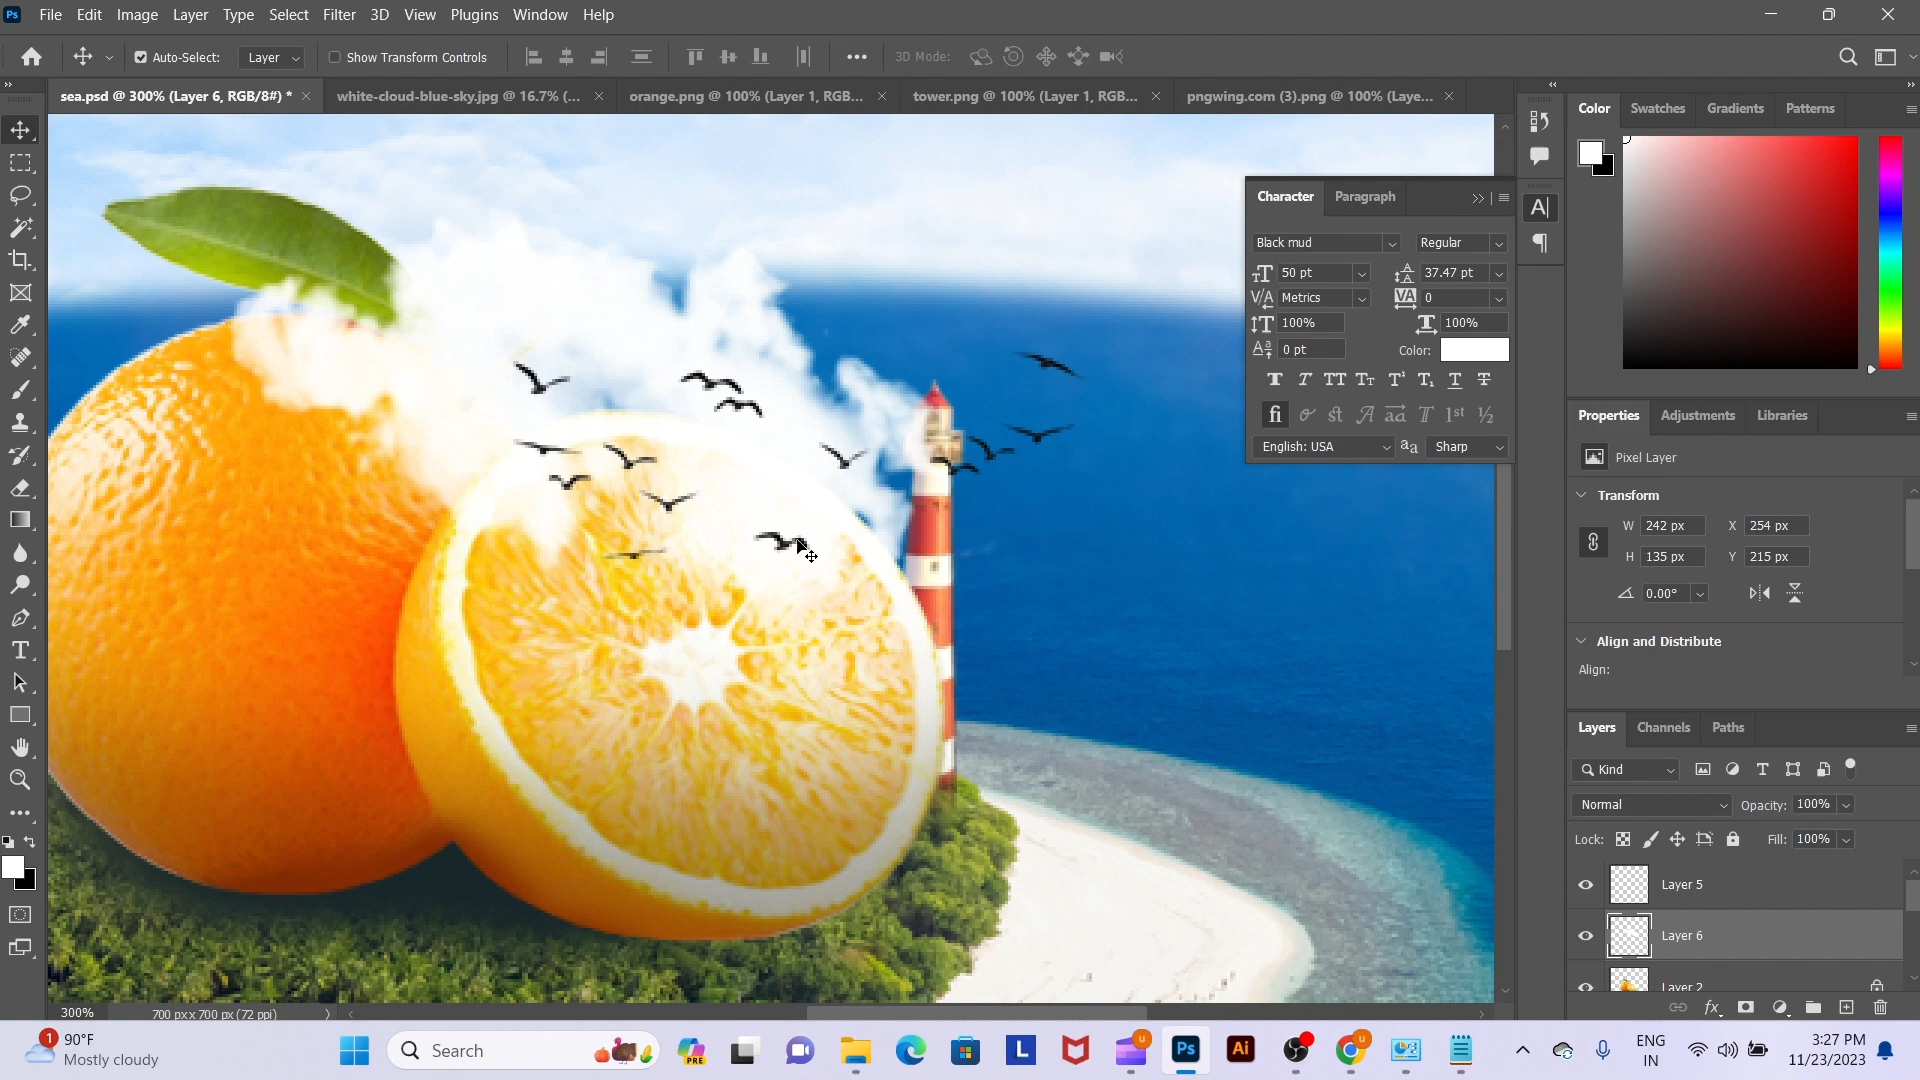 Ps File Edit Image Layer Type Select Filter 3D View Plugins Window Help
Auto-Select: Layer Show Transform Controls 3D Mode:
sea.psd @ 300% (Layer 6, RGB/8#) * white-cloud-blue-sky.jpg @ 16.7% (... orange.png @ 100% (Layer 1, RGB... tower.png @ 100% (Layer 1, RGB... pngwing.com (3).png @ 100% (Laye...
Color Swatches Gradients Patterns
Character Paragraph
Black mud Regular
50 pt 37.47 pt
Metrics 0
100% 100%
0 pt Color:
English: USA Sharp
Properties Adjustments Libraries
Pixel Layer
Transform
W 242 px X 254 px
H 135 px Y 215 px
0.00°
Align and Distribute
Align:
Layers Channels Paths
Kind
Normal Opacity: 100%
Lock: Fill: 100%
Layer 5
Layer 6
Layer 2
300% 700 px x 700 px (72 ppi)
1 90°F
Mostly cloudy
Search
PRE
L
Ps
Ai
ENG
IN
3:27 PM
11/23/2023